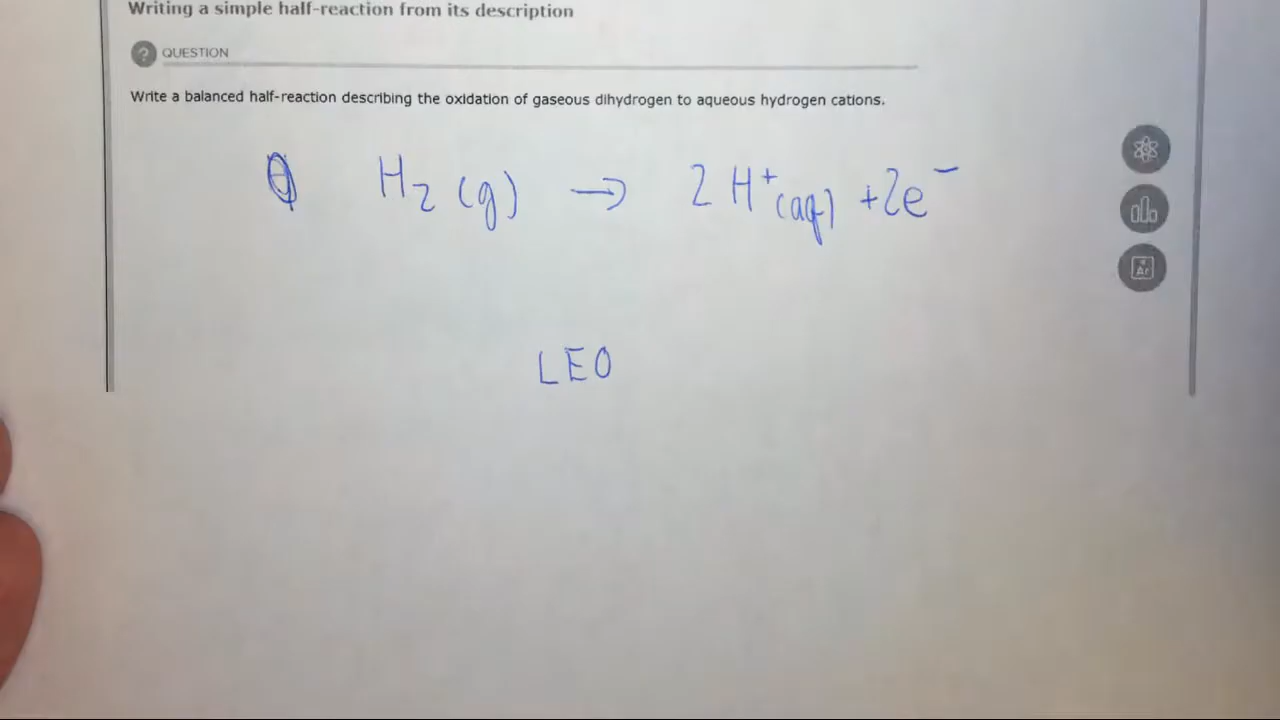 Writing a simple half-reaction from its description
? QUESTION
Write a balanced half-reaction describing the oxidation of gaseous dihydrogen to aqueous hydrogen cations.
H₂ (g) → 2 H⁺(aq) + 2e⁻
Ar
LEO